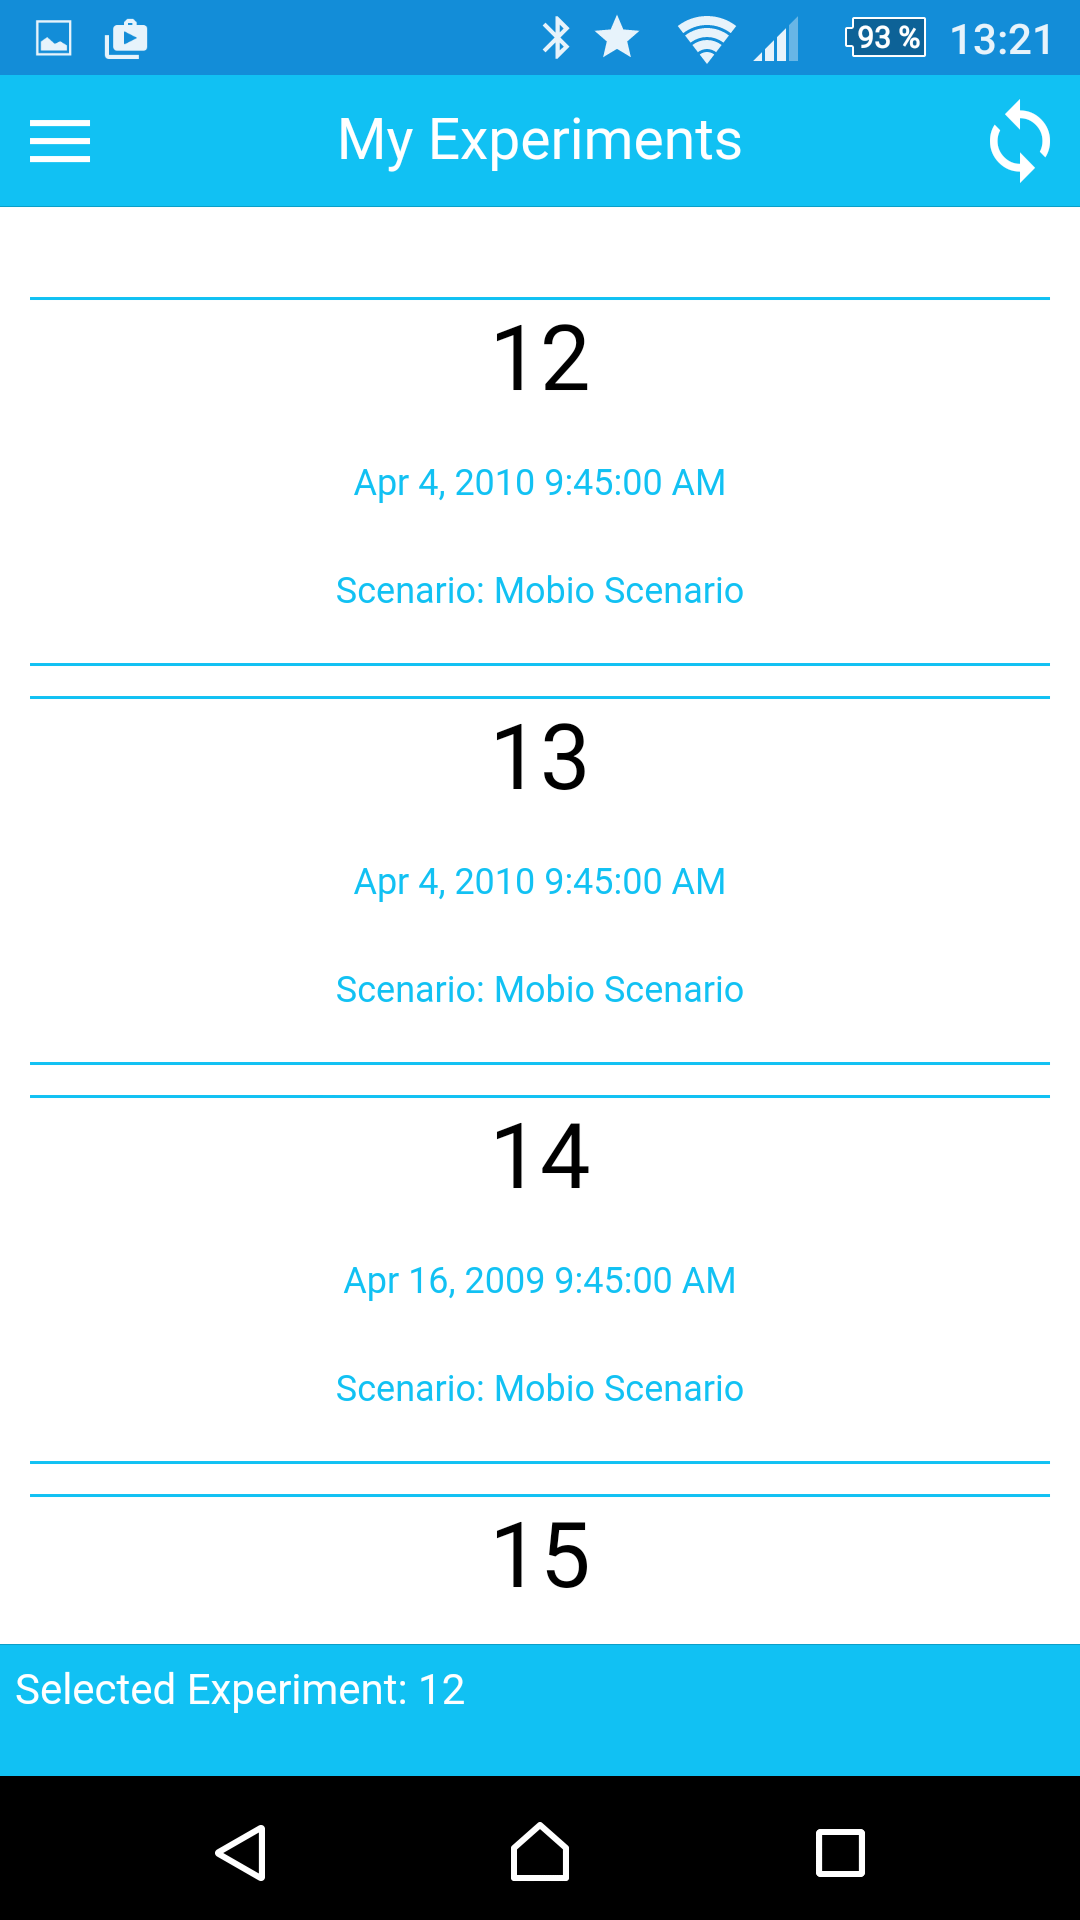 93 % 13:21
My Experiments
12
Apr 4, 2010 9:45:00 AM
Scenario: Mobio Scenario
13
Apr 4, 2010 9:45:00 AM
Scenario: Mobio Scenario
14
Apr 16, 2009 9:45:00 AM
Scenario: Mobio Scenario
15
Selected Experiment: 12